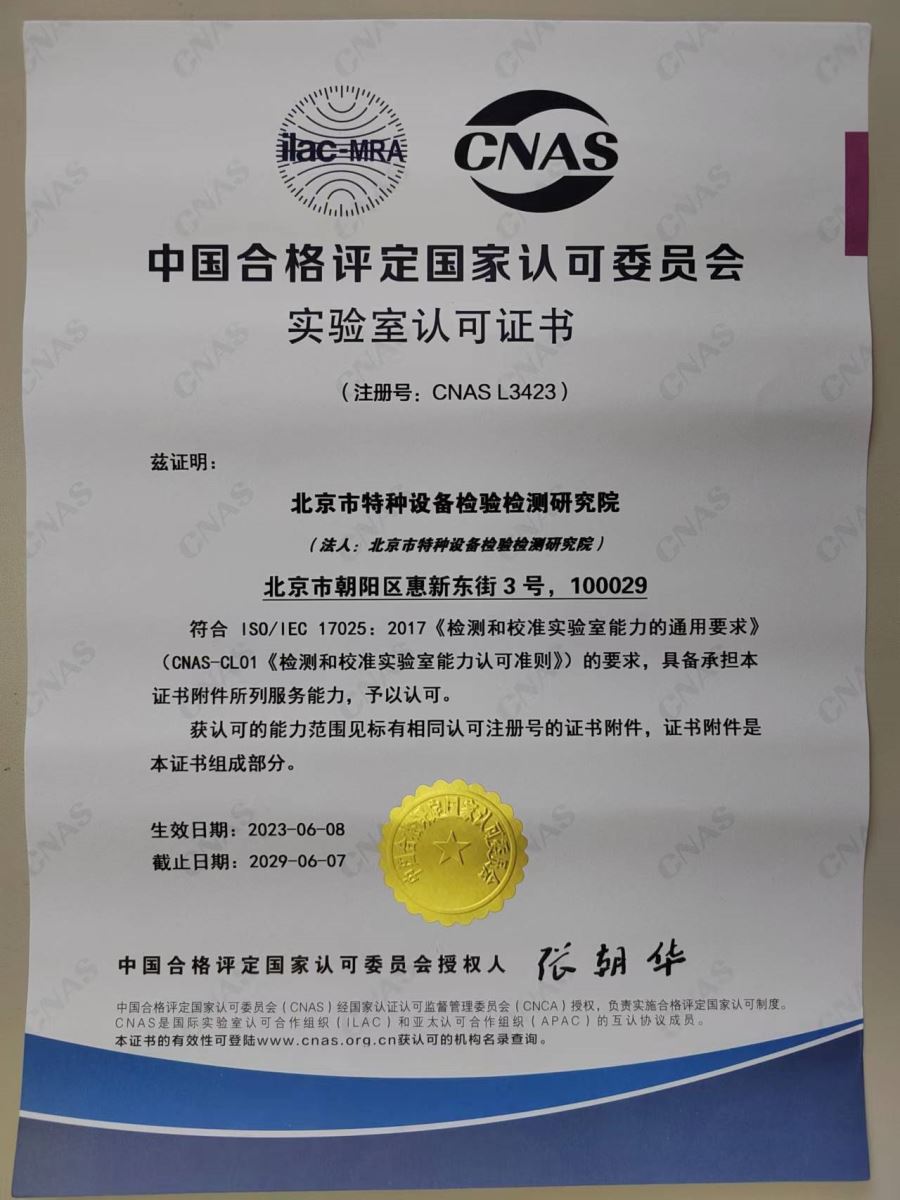 ilac-MRA
CNAS
中国合格评定国家认可委员会
实验室认可证书
（注册号：CNAS L3423）
兹证明：
北京市特种设备检验检测研究院
（法人：北京市特种设备检验检测研究院）
北京市朝阳区惠新东街 3 号，100029
符合 ISO/IEC 17025：2017《检测和校准实验室能力的通用要求》
（CNAS-CL01《检测和校准实验室能力认可准则》）的要求，具备承担本
证书附件所列服务能力，予以认可。
获认可的能力范围见标有相同认可注册号的证书附件，证书附件是
本证书组成部分。
生效日期：2023-06-08
截止日期：2029-06-07
中国合格评定国家认可委员会
中国合格评定国家认可委员会授权人 张朝华
中国合格评定国家认可委员会（CNAS）经国家认证认可监督管理委员会（CNCA）授权，负责实施合格评定国家认可制度。
CNAS是国际实验室认可合作组织（ILAC）和亚太认可合作组织（APAC）的互认协议成员。
本证书的有效性可登陆www.cnas.org.cn获认可的机构名录查询。